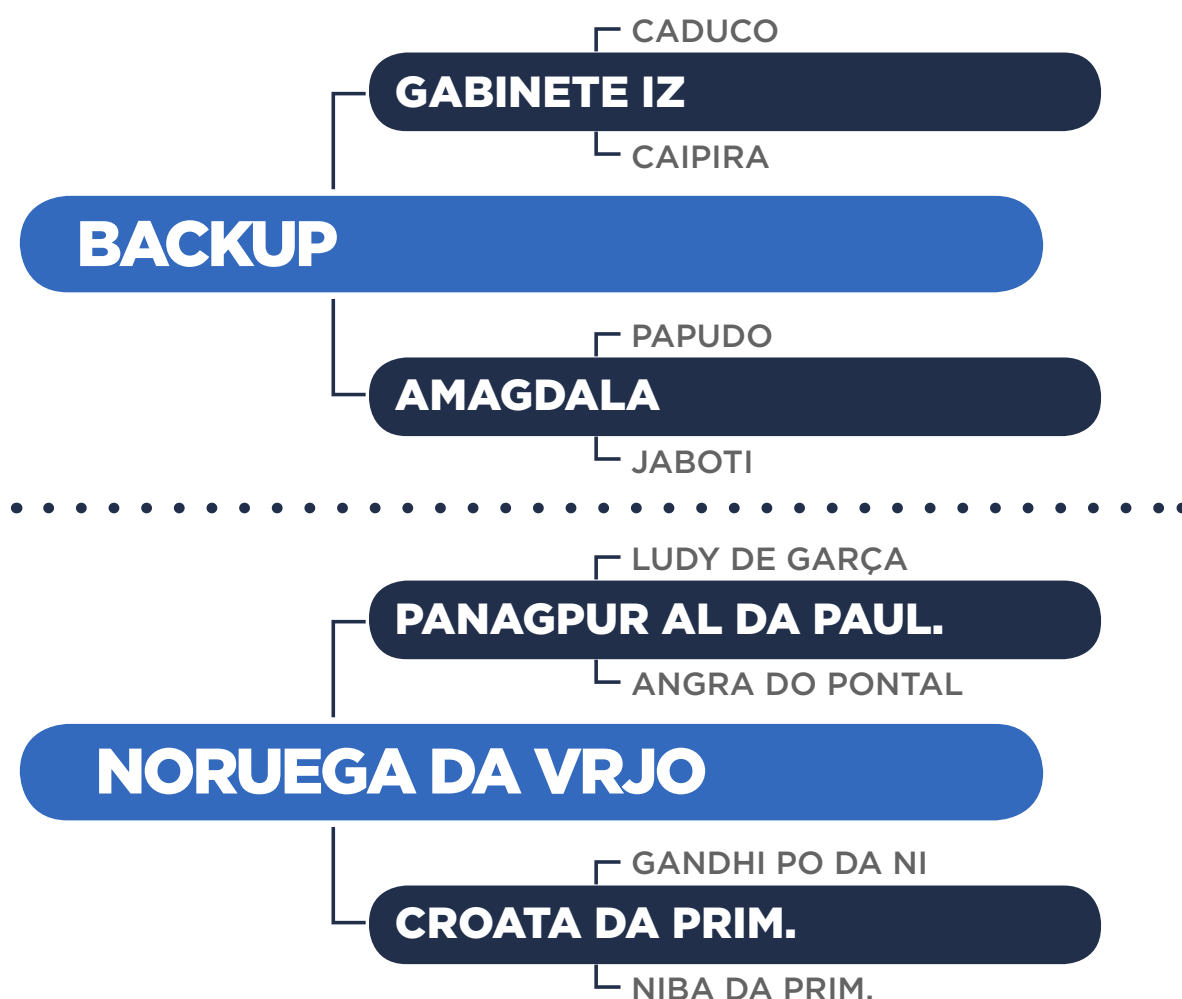 CADUCO
GABINETE IZ
CAIPIRA
BACKUP
PAPUDO
AMAGDALA
JABOTI
LUDY DE GARÇA
PANAGPUR AL DA PAUL.
ANGRA DO PONTAL
NORUEGA DA VRJO
GANDHI PO DA NI
CROATA DA PRIM.
NIBA DA PRIM.